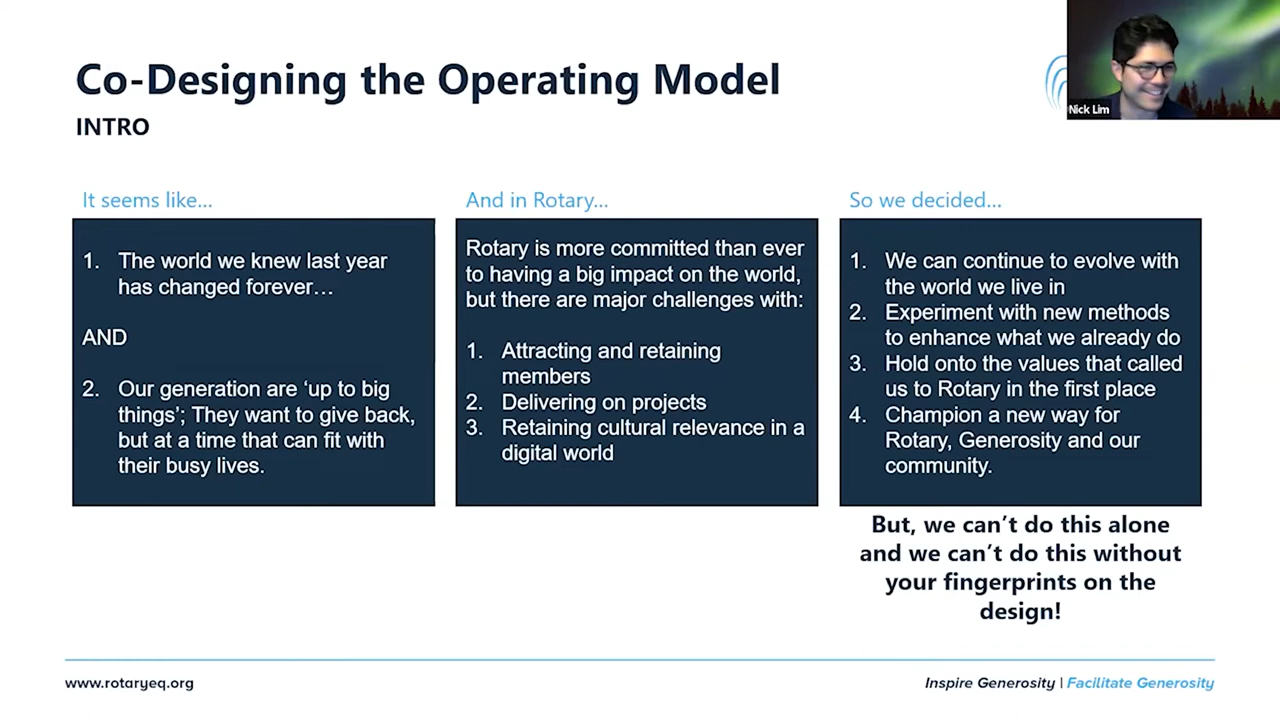 Co-Designing the Operating Model
INTRO
Nick Lim
It seems like...
1. The world we knew last year
has changed forever…
AND
2. Our generation are ‘up to big
things’; They want to give back,
but at a time that can fit with
their busy lives.
And in Rotary...
Rotary is more committed than ever
to having a big impact on the world,
but there are major challenges with:
1. Attracting and retaining
members
2. Delivering on projects
3. Retaining cultural relevance in a
digital world
So we decided...
1. We can continue to evolve with
the world we live in
2. Experiment with new methods
to enhance what we already do
3. Hold onto the values that called
us to Rotary in the first place
4. Champion a new way for
Rotary, Generosity and our
community.
But, we can’t do this alone
and we can’t do this without
your fingerprints on the
design!
www.rotaryeq.org
Inspire Generosity | Facilitate Generosity